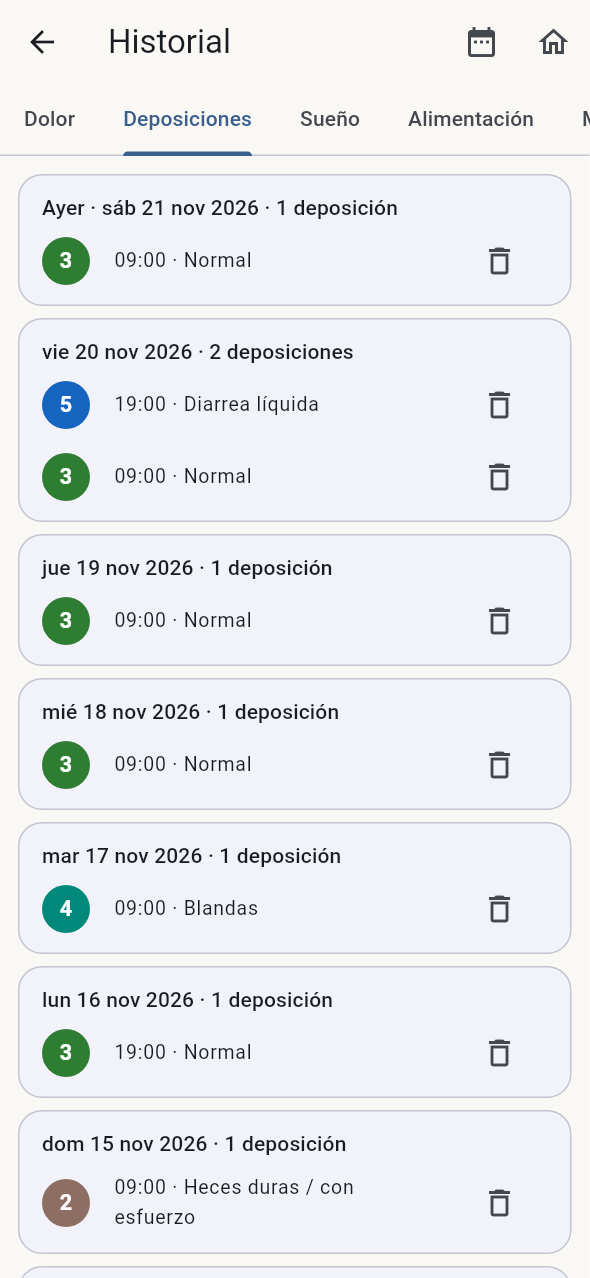 Historial
Dolor Deposiciones Sueño Alimentación M
Ayer · sáb 21 nov 2026 · 1 deposición
3 09:00 · Normal
vie 20 nov 2026 · 2 deposiciones
5 19:00 · Diarrea líquida
3 09:00 · Normal
jue 19 nov 2026 · 1 deposición
3 09:00 · Normal
mié 18 nov 2026 · 1 deposición
3 09:00 · Normal
mar 17 nov 2026 · 1 deposición
4 09:00 · Blandas
lun 16 nov 2026 · 1 deposición
3 19:00 · Normal
dom 15 nov 2026 · 1 deposición
2 09:00 · Heces duras / con
esfuerzo